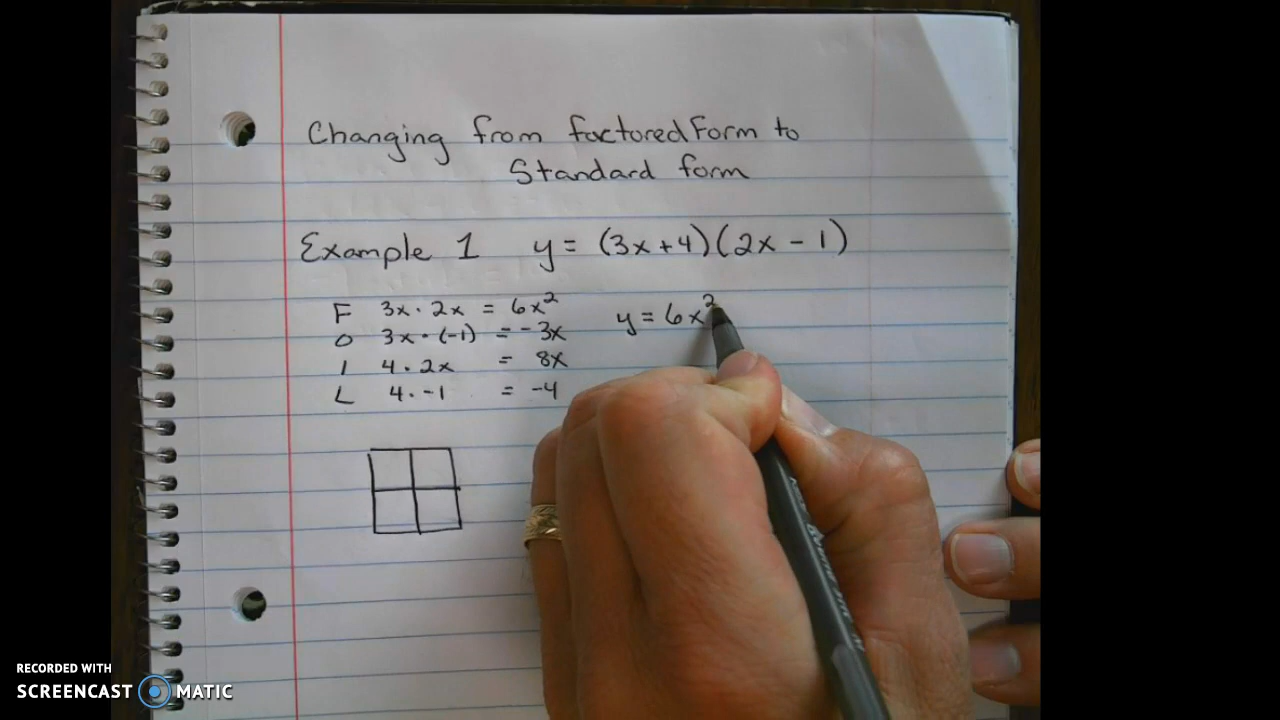 Changing from factored Form to
Standard form
Example 1 y = (3x+4)(2x - 1)
F 3x · 2x = 6x²
O 3x · (-1) = -3x
I 4 · 2x = 8x
L 4 · -1 = -4
y = 6x²
RECORDED WITH
SCREENCAST MATIC